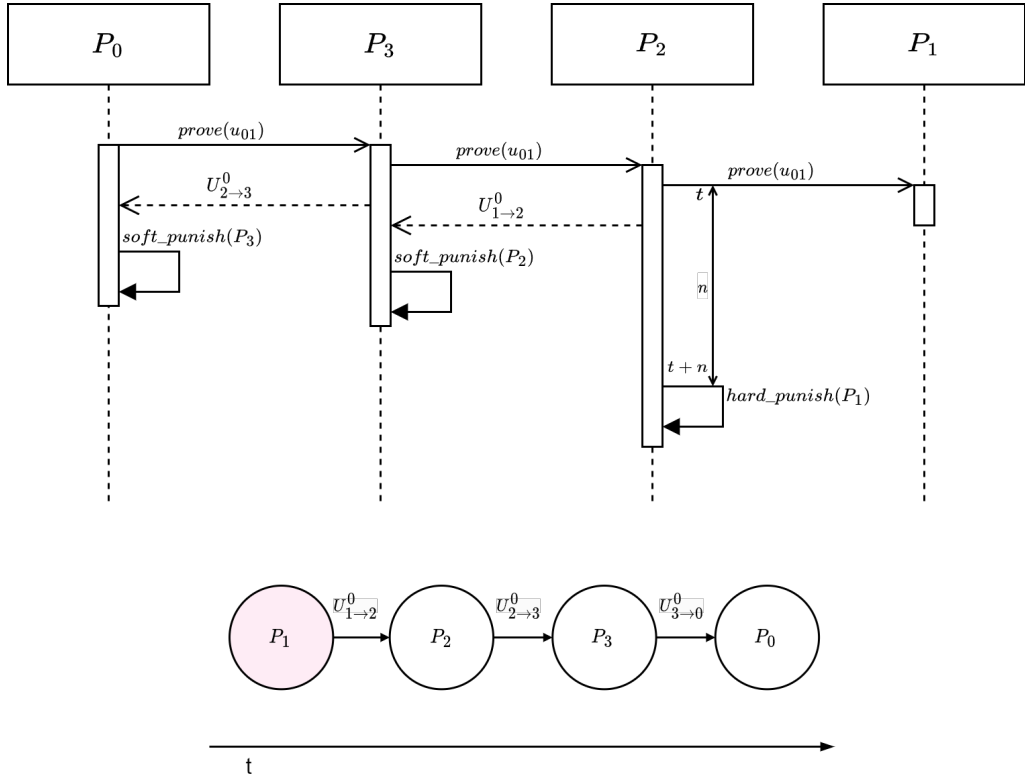 P_0 P_3 P_2 P_1
prove(u_{01})
prove(u_{01})
prove(u_{01})
U^0_{2→3}
t
U^0_{1→2}
soft_punish(P_3)
soft_punish(P_2)
n
t + n
hard_punish(P_1)
U^0_{1→2} U^0_{2→3} U^0_{3→0}
P_1 P_2 P_3 P_0
t